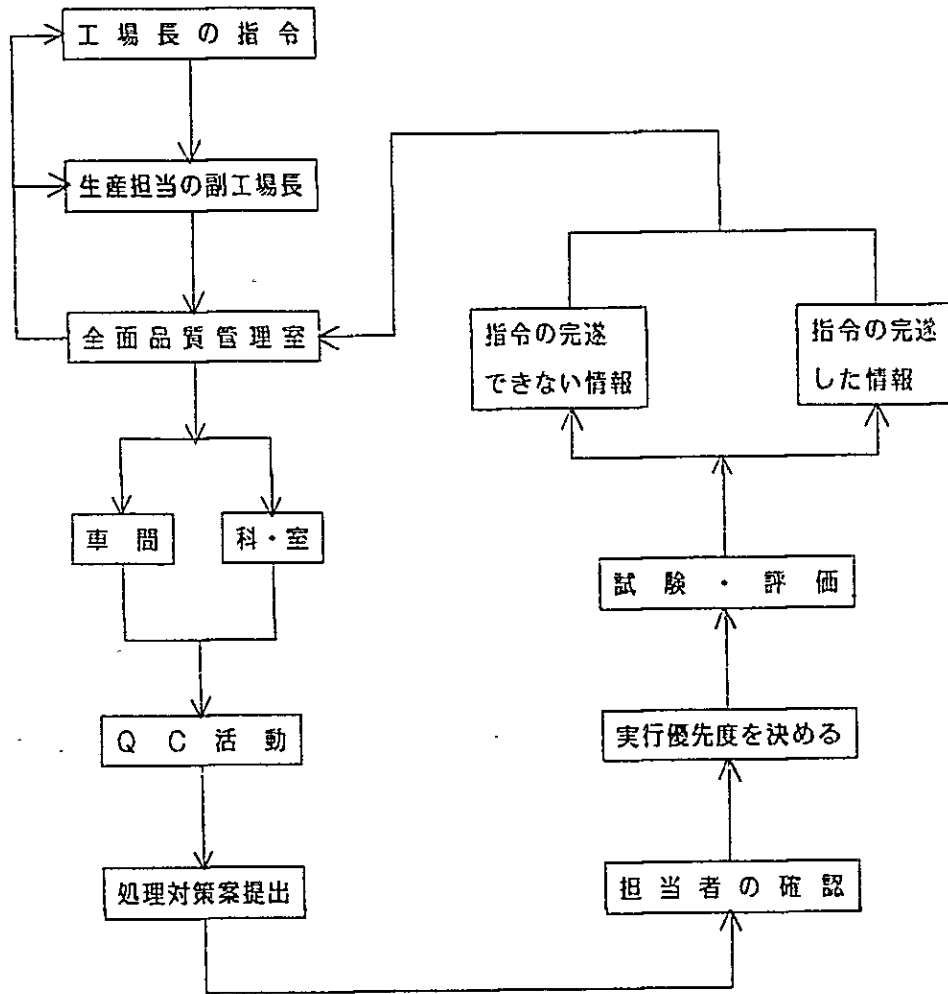 工場長の指令
生産担当の副工場長
全面品質管理室
車間
科・室
QC活動
処理対策案提出
担当者の確認
実行優先度を決める
試験・評価
指令の完遂
できない情報
指令の完遂
した情報